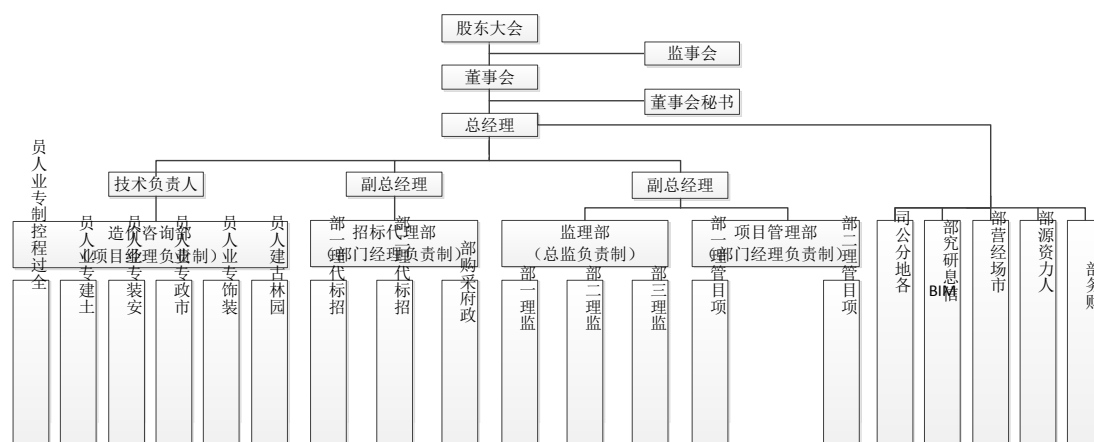 股东大会
监事会
董事会
董事会秘书
总经理
技术负责人
副总经理
副总经理
造价咨询部
（项目经理负责制）
招标代理部
（部门经理负责制）
监理部
（总监负责制）
项目管理部
（部门经理负责制）
员人业专制控程过全
员人业专建土
员人业专装安
员人业专政市
员人业专饰装
员人建古林园
部一理代标招
部二理代标招
部购采府政
部一理监
部二理监
部三理监
部一理管目项
部二理管目项
司公分地各
部究研息信
BIM
部营经场市
部源资力人